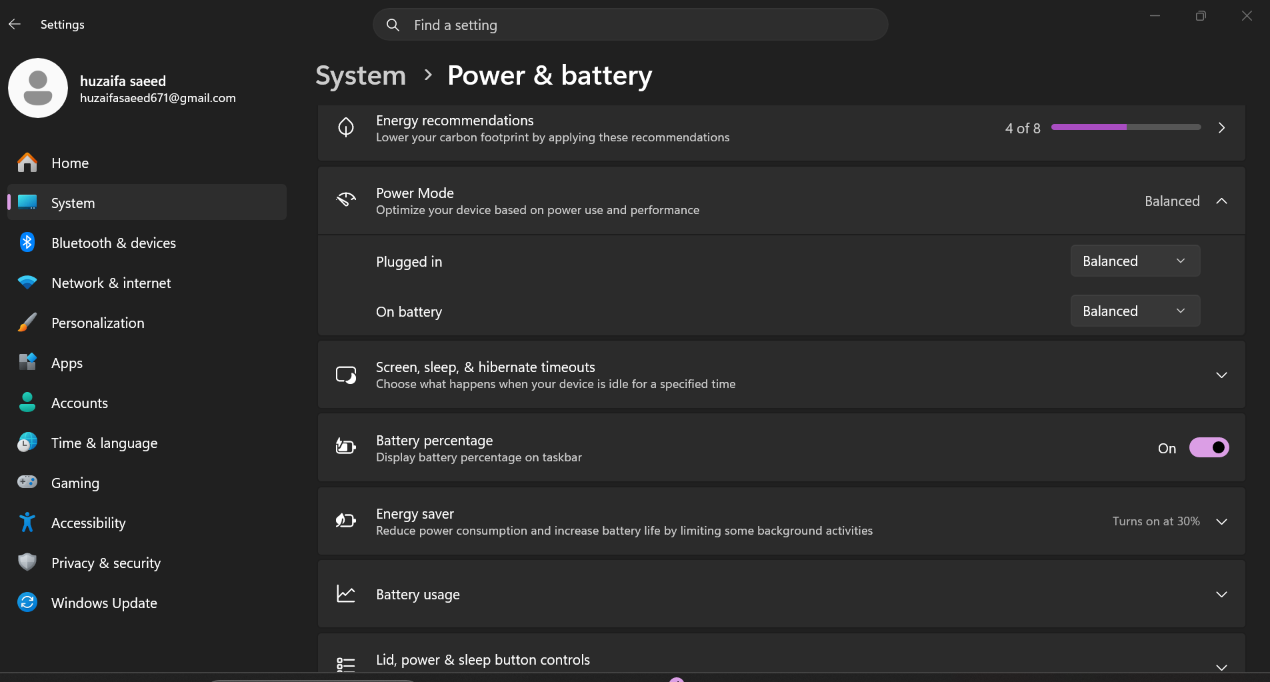 Settings
Find a setting
huzaifa saeed
huzaifasaeed671@gmail.com
Home
System
Bluetooth & devices
Network & internet
Personalization
Apps
Accounts
Time & language
Gaming
Accessibility
Privacy & security
Windows Update
System > Power & battery
Energy recommendations
Lower your carbon footprint by applying these recommendations
4 of 8
Power Mode
Optimize your device based on power use and performance
Balanced
Plugged in
Balanced
On battery
Balanced
Screen, sleep, & hibernate timeouts
Choose what happens when your device is idle for a specified time
Battery percentage
Display battery percentage on taskbar
On
Energy saver
Reduce power consumption and increase battery life by limiting some background activities
Turns on at 30%
Battery usage
Lid, power & sleep button controls